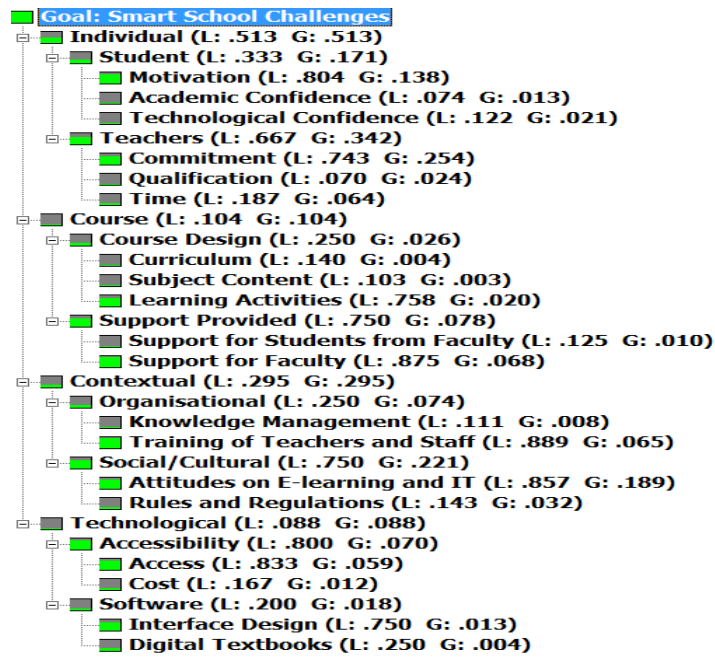 Goal: Smart School Challenges
Individual (L: .513 G: .513)
Student (L: .333 G: .171)
Motivation (L: .804 G: .138)
Academic Confidence (L: .074 G: .013)
Technological Confidence (L: .122 G: .021)
Teachers (L: .667 G: .342)
Commitment (L: .743 G: .254)
Qualification (L: .070 G: .024)
Time (L: .187 G: .064)
Course (L: .104 G: .104)
Course Design (L: .250 G: .026)
Curriculum (L: .140 G: .004)
Subject Content (L: .103 G: .003)
Learning Activities (L: .758 G: .020)
Support Provided (L: .750 G: .078)
Support for Students from Faculty (L: .125 G: .010)
Support for Faculty (L: .875 G: .068)
Contextual (L: .295 G: .295)
Organisational (L: .250 G: .074)
Knowledge Management (L: .111 G: .008)
Training of Teachers and Staff (L: .889 G: .065)
Social/Cultural (L: .750 G: .221)
Attitudes on E-learning and IT (L: .857 G: .189)
Rules and Regulations (L: .143 G: .032)
Technological (L: .088 G: .088)
Accessibility (L: .800 G: .070)
Access (L: .833 G: .059)
Cost (L: .167 G: .012)
Software (L: .200 G: .018)
Interface Design (L: .750 G: .013)
Digital Textbooks (L: .250 G: .004)